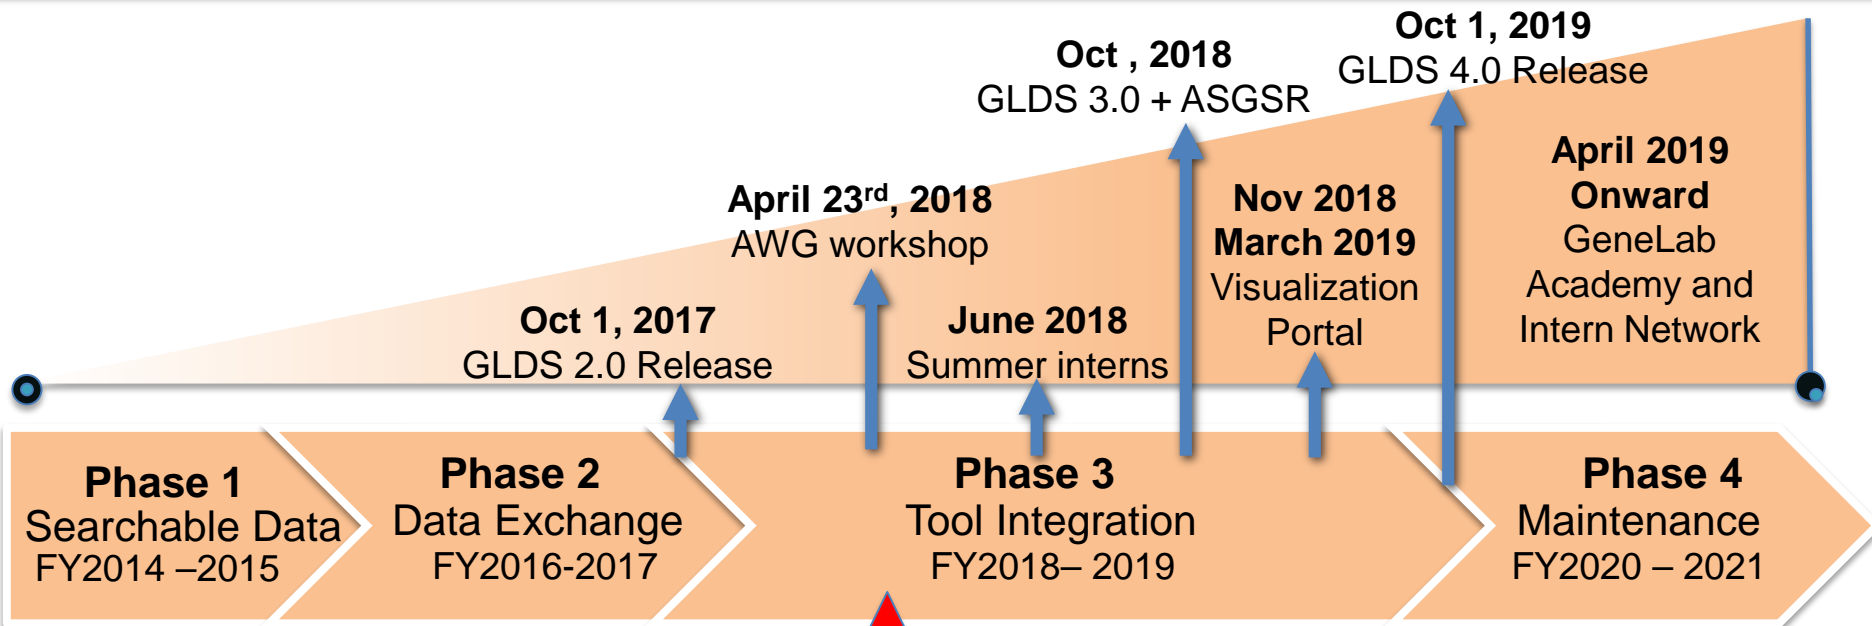 Oct 1, 2019
GLDS 4.0 Release
Oct , 2018
GLDS 3.0 + ASGSR
April 2019
Onward
GeneLab
Academy and
Intern Network
Nov 2018
March 2019
Visualization
Portal
April 23rd, 2018
AWG workshop
June 2018
Summer interns
Oct 1, 2017
GLDS 2.0 Release
Phase 1
Searchable Data
FY2014 –2015
Phase 2
Data Exchange
FY2016-2017
Phase 3
Tool Integration
FY2018– 2019
Phase 4
Maintenance
FY2020 – 2021